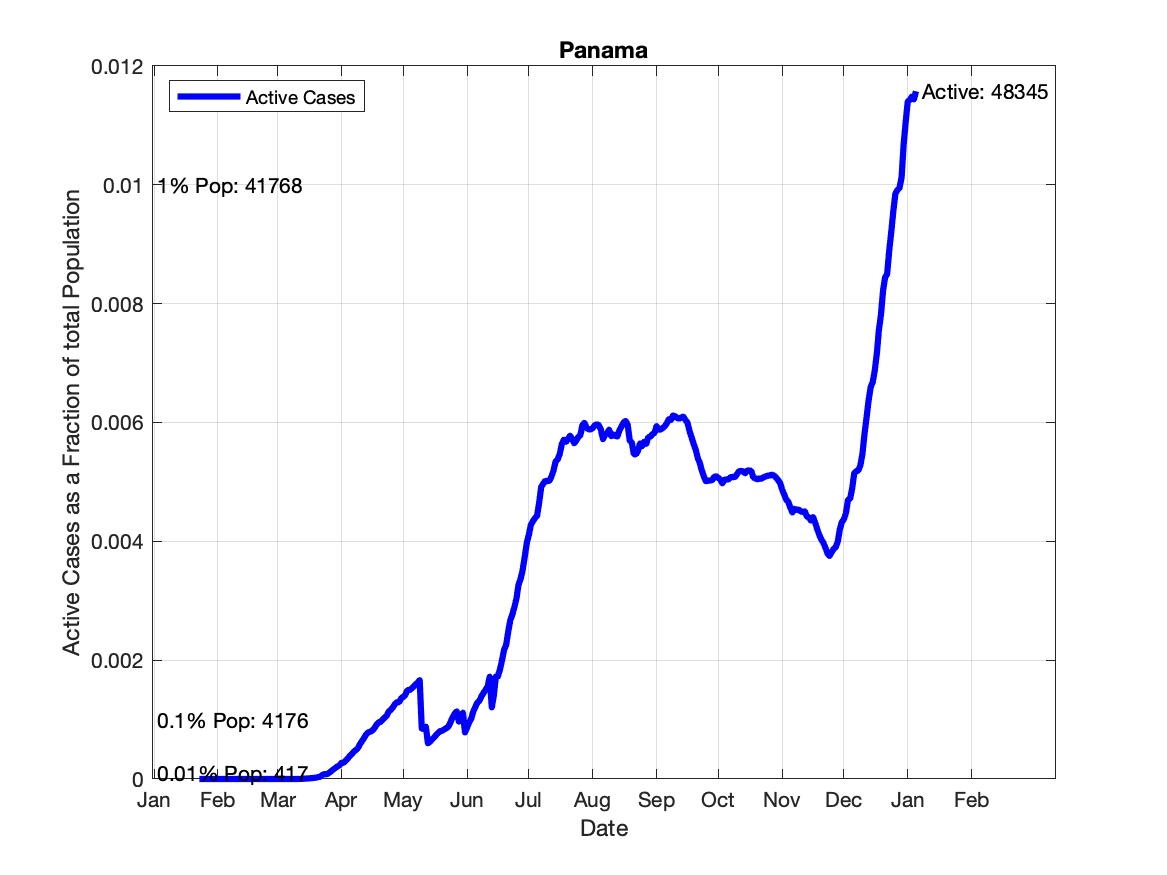 Panama
0.012
Active Cases
Active: 48345
0.01
1% Pop: 41768
0.008
0.006
0.004
0.002
0.1% Pop: 4176
0.01% Pop: 417
0
Active Cases as a Fraction of total Population
Jan Feb Mar Apr May Jun Jul Aug Sep Oct Nov Dec Jan Feb
Date